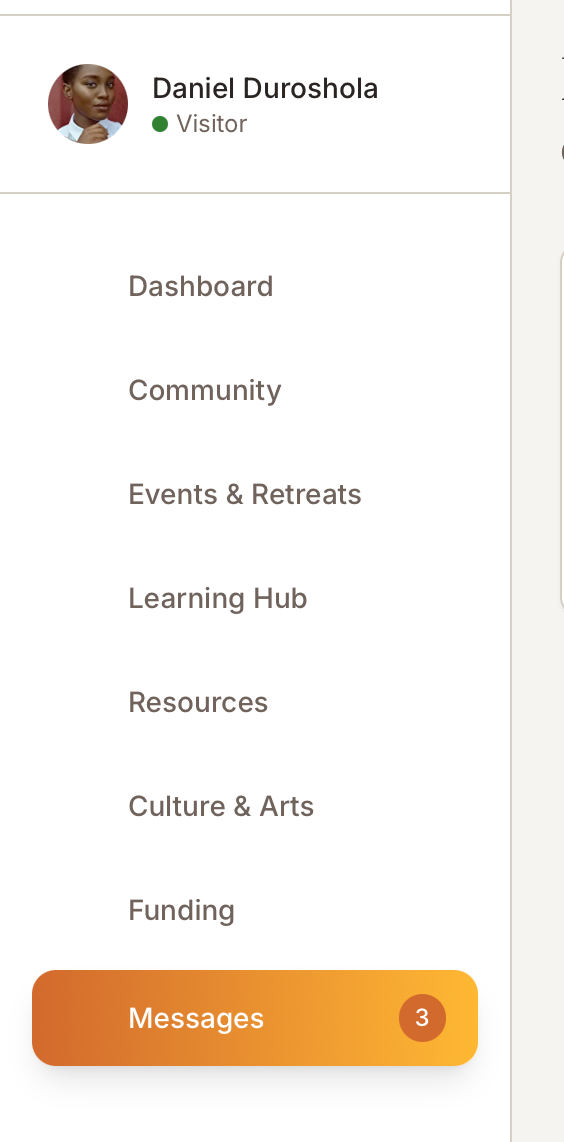 Daniel Duroshola
Visitor
Dashboard
Community
Events & Retreats
Learning Hub
Resources
Culture & Arts
Funding
Messages 3